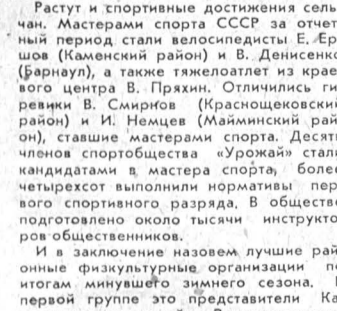 Растут и спортивные достижения сель
чан. Мастерами спорта СССР за отчет
ный период стали велосипедисты Е. Ер
шов (Каменский район) и В. Денисенко
(Барнаул), а также тяжелоатлет из крае
вого центра В. Пряхин. Отличились ги
ревики В. Смирнов (Краснощековский
район) и И. Немцев (Майминский рай
он), ставшие мастерами спорта. Десять
членов спортобщества «Урожай» стали
кандидатами в мастера спорта, более
четырехсот выполнили нормативы пер
вого спортивного разряда. В обществе
подготовлено около тысячи инструкто
ров общественников.
И в заключение назовем лучшие рай
онные физкультурные организации по
итогам минувшего зимнего сезона.
первой группе это представители Ка